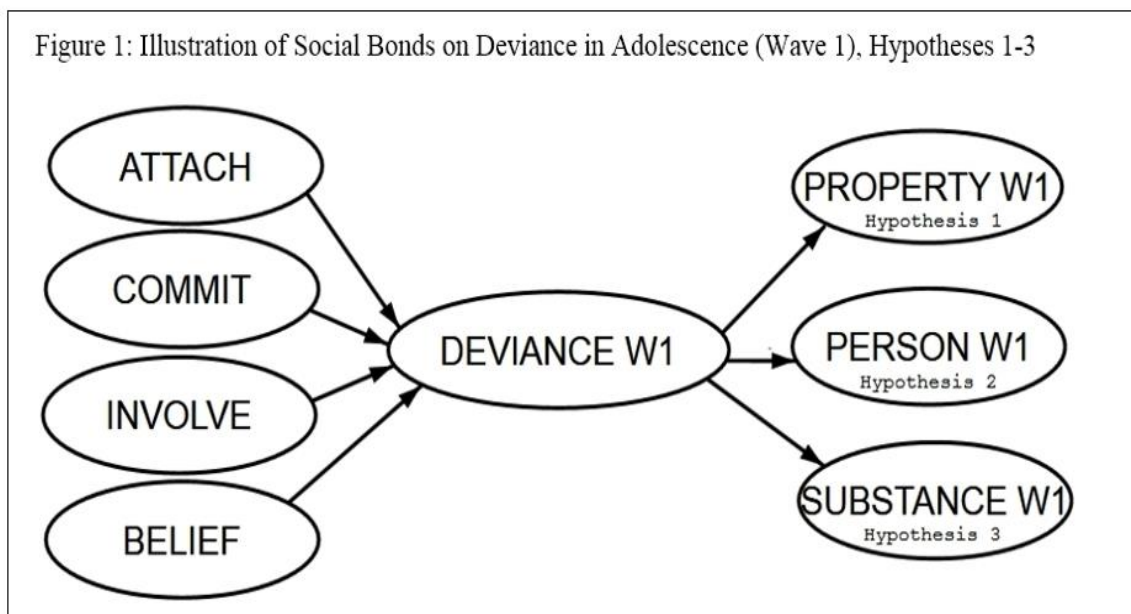 Figure 1: Illustration of Social Bonds on Deviance in Adolescence (Wave 1), Hypotheses 1-3
ATTACH
COMMIT
INVOLVE
BELIEF
DEVIANCE W1
PROPERTY W1
Hypothesis 1
PERSON W1
Hypothesis 2
SUBSTANCE W1
Hypothesis 3